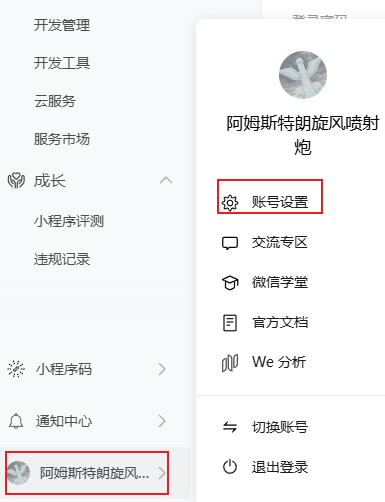 开发管理
开发工具
云服务
服务市场
成长
小程序评测
违规记录
小程序码
通知中心
阿姆斯特朗旋风...
登录密码
阿姆斯特朗旋风喷射
炮
账号设置
交流专区
微信学堂
官方文档
We 分析
切换账号
退出登录